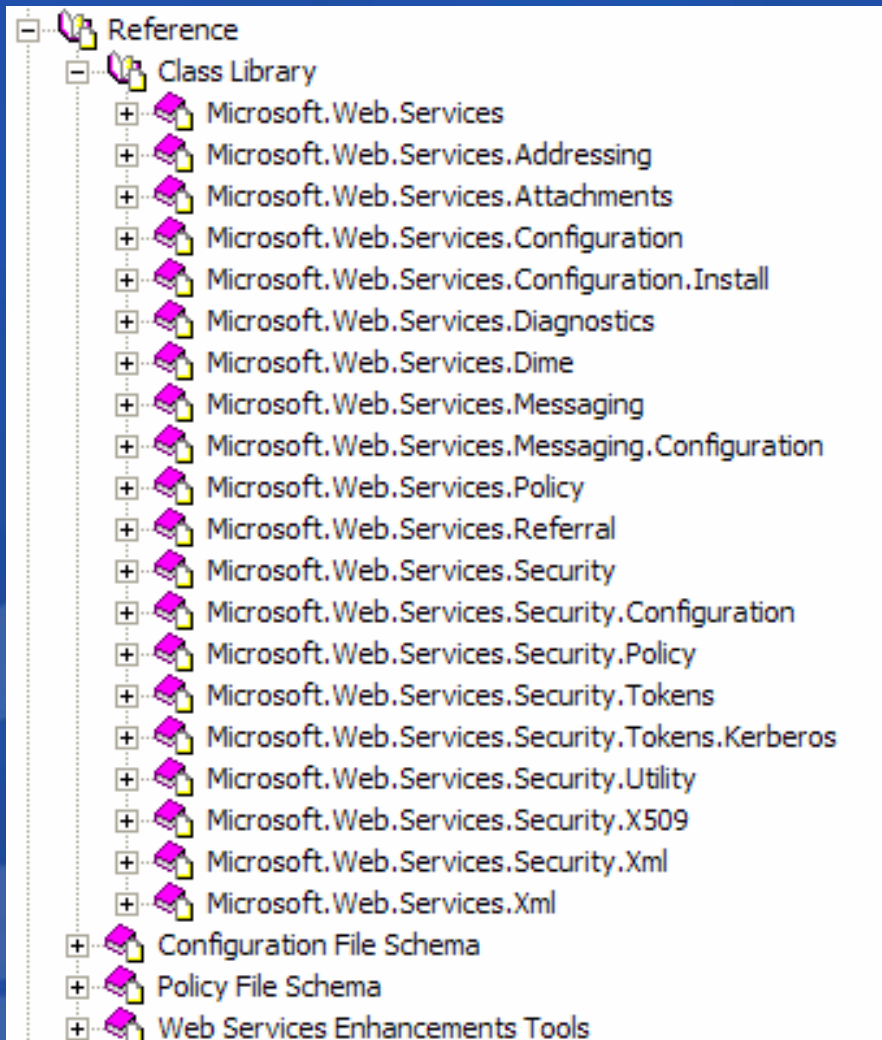 Reference
Class Library
Microsoft.Web.Services
Microsoft.Web.Services.Addressing
Microsoft.Web.Services.Attachments
Microsoft.Web.Services.Configuration
Microsoft.Web.Services.Configuration.Install
Microsoft.Web.Services.Diagnostics
Microsoft.Web.Services.Dime
Microsoft.Web.Services.Messaging
Microsoft.Web.Services.Messaging.Configuration
Microsoft.Web.Services.Policy
Microsoft.Web.Services.Referral
Microsoft.Web.Services.Security
Microsoft.Web.Services.Security.Configuration
Microsoft.Web.Services.Security.Policy
Microsoft.Web.Services.Security.Tokens
Microsoft.Web.Services.Security.Tokens.Kerberos
Microsoft.Web.Services.Security.Utility
Microsoft.Web.Services.Security.X509
Microsoft.Web.Services.Security.Xml
Microsoft.Web.Services.Xml
Configuration File Schema
Policy File Schema
Web Services Enhancements Tools